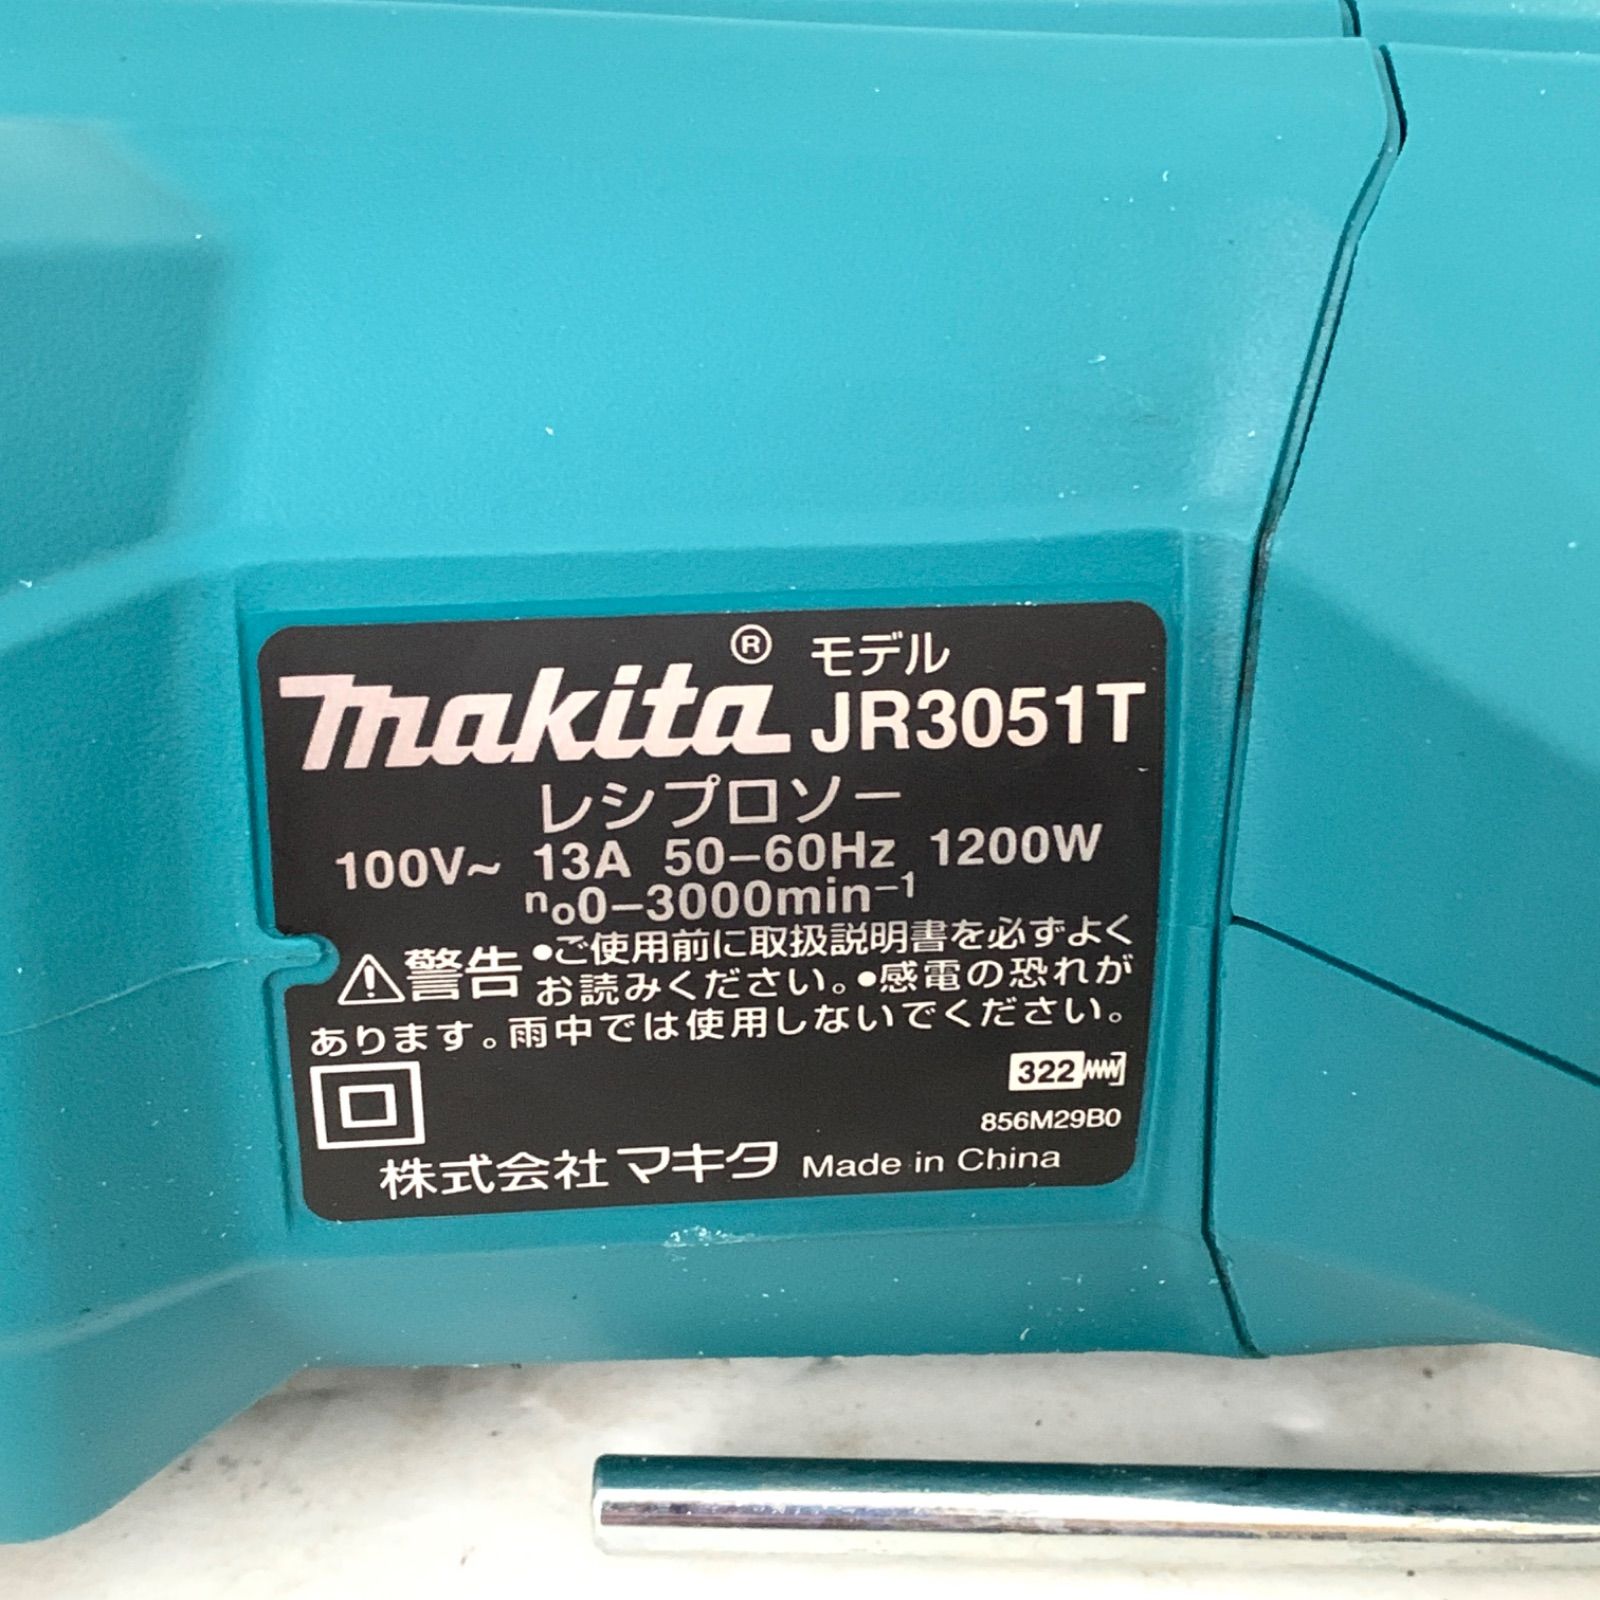 makita® モデル
JR3051T
レシプロソー
100V~ 13A 50-60Hz 1200W
no0-3000min-1
⚠警告 ●ご使用前に取扱説明書を必ずよく
お読みください。●感電の恐れが
あります。雨中では使用しないでください。
322
856M29B0
株式会社マキタ Made in China